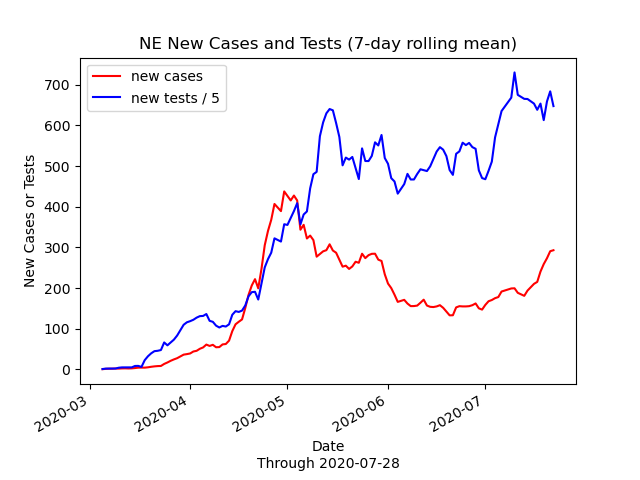 NE New Cases and Tests (7-day rolling mean)
new cases
new tests / 5
700
600
500
400
300
200
100
0
New Cases or Tests
2020-03
2020-04
2020-05
2020-06
2020-07
Date
Through 2020-07-28